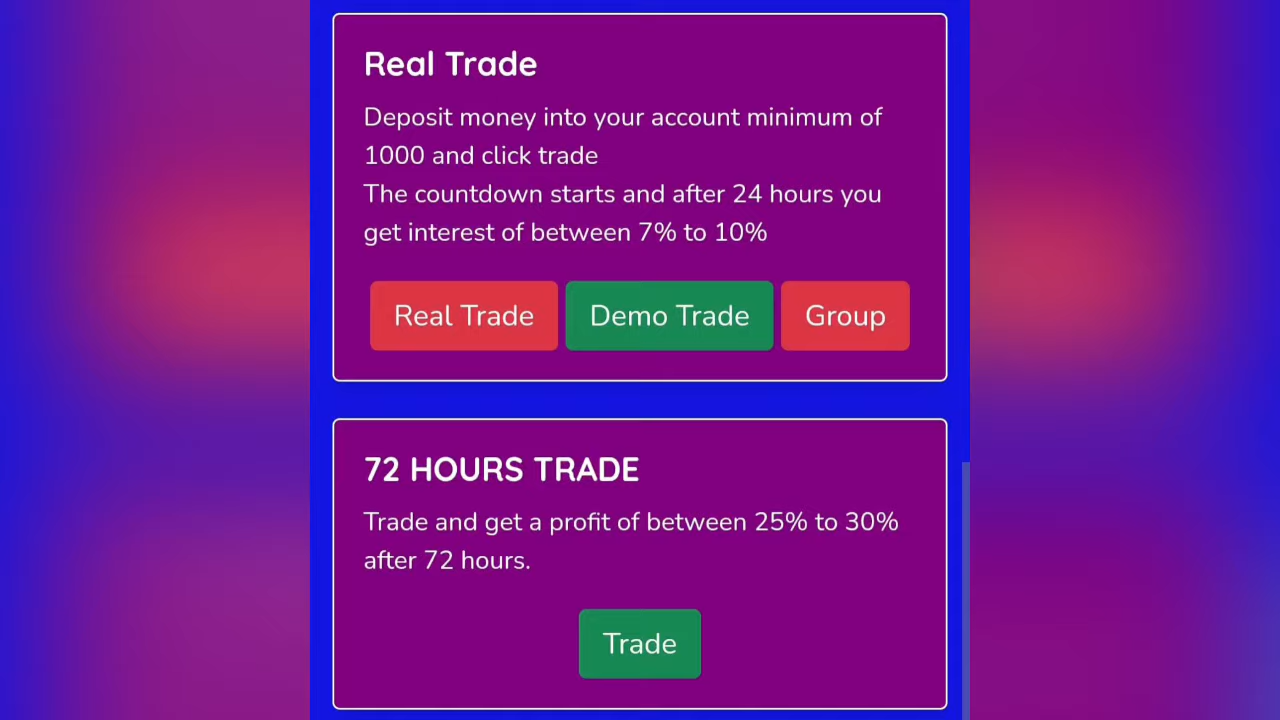 Real Trade
Deposit money into your account minimum of
1000 and click trade
The countdown starts and after 24 hours you
get interest of between 7% to 10%
Real Trade Demo Trade Group
72 HOURS TRADE
Trade and get a profit of between 25% to 30%
after 72 hours.
Trade